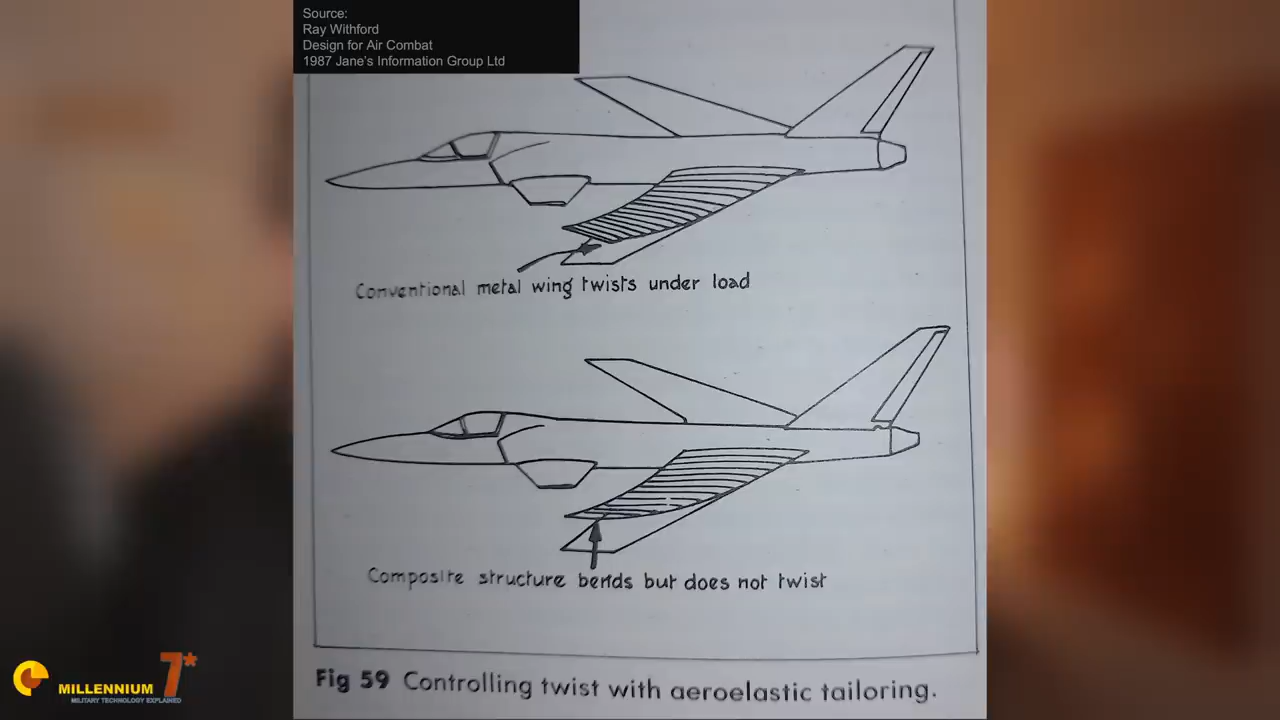 Source:
Ray Withford
Design for Air Combat
1987 Jane's Information Group Ltd
Conventional metal wing twists under load
Composite structure bends but does not twist
Fig 59 Controlling twist with aeroelastic tailoring.
MILLENNIUM 7*
MILITARY TECHNOLOGY EXPLAINED